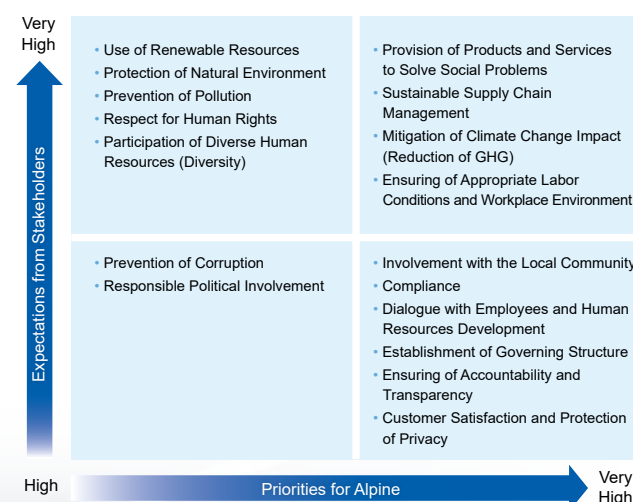 Very
High
• Use of Renewable Resources
• Protection of Natural Environment
• Prevention of Pollution
• Respect for Human Rights
• Participation of Diverse Human
Resources (Diversity)
• Provision of Products and Services
to Solve Social Problems
• Sustainable Supply Chain
Management
• Mitigation of Climate Change Impact
(Reduction of GHG)
• Ensuring of Appropriate Labor
Conditions and Workplace Environment
Expectations from Stakeholders
• Prevention of Corruption
• Responsible Political Involvement
• Involvement with the Local Community
• Compliance
• Dialogue with Employees and Human
Resources Development
• Establishment of Governing Structure
• Ensuring of Accountability and
Transparency
• Customer Satisfaction and Protection
of Privacy
High
Priorities for Alpine
Very
High